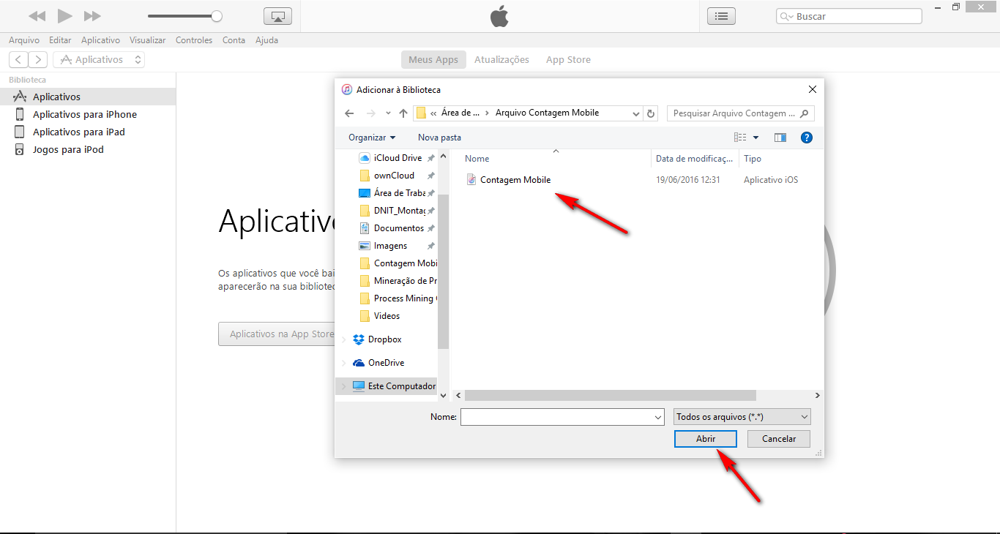 Buscar
Arquivo Editar Aplicativo Visualizar Controles Conta Ajuda
Aplicativos
Meus Apps Atualizações App Store
Biblioteca
Aplicativos
Aplicativos para iPhone
Aplicativos para iPad
Jogos para iPod
Aplicativo
Os aplicativos que você bai
aparecerão na sua bibliotec
Aplicativos na App Store
Adicionar à Biblioteca
« Área de ... › Arquivo Contagem Mobile
Pesquisar Arquivo Contagem ...
Organizar Nova pasta
?
iCloud Drive
ownCloud
Área de Traba
DNIT_Montag
Documentos
Imagens
Contagem Mobi
Mineração de Pr
Process Mining
Videos
Dropbox
OneDrive
Este Computador
Nome Data de modificaç... Tipo
Contagem Mobile 19/06/2016 12:31 Aplicativo iOS
Nome: Todos os arquivos (*.*)
Abrir Cancelar